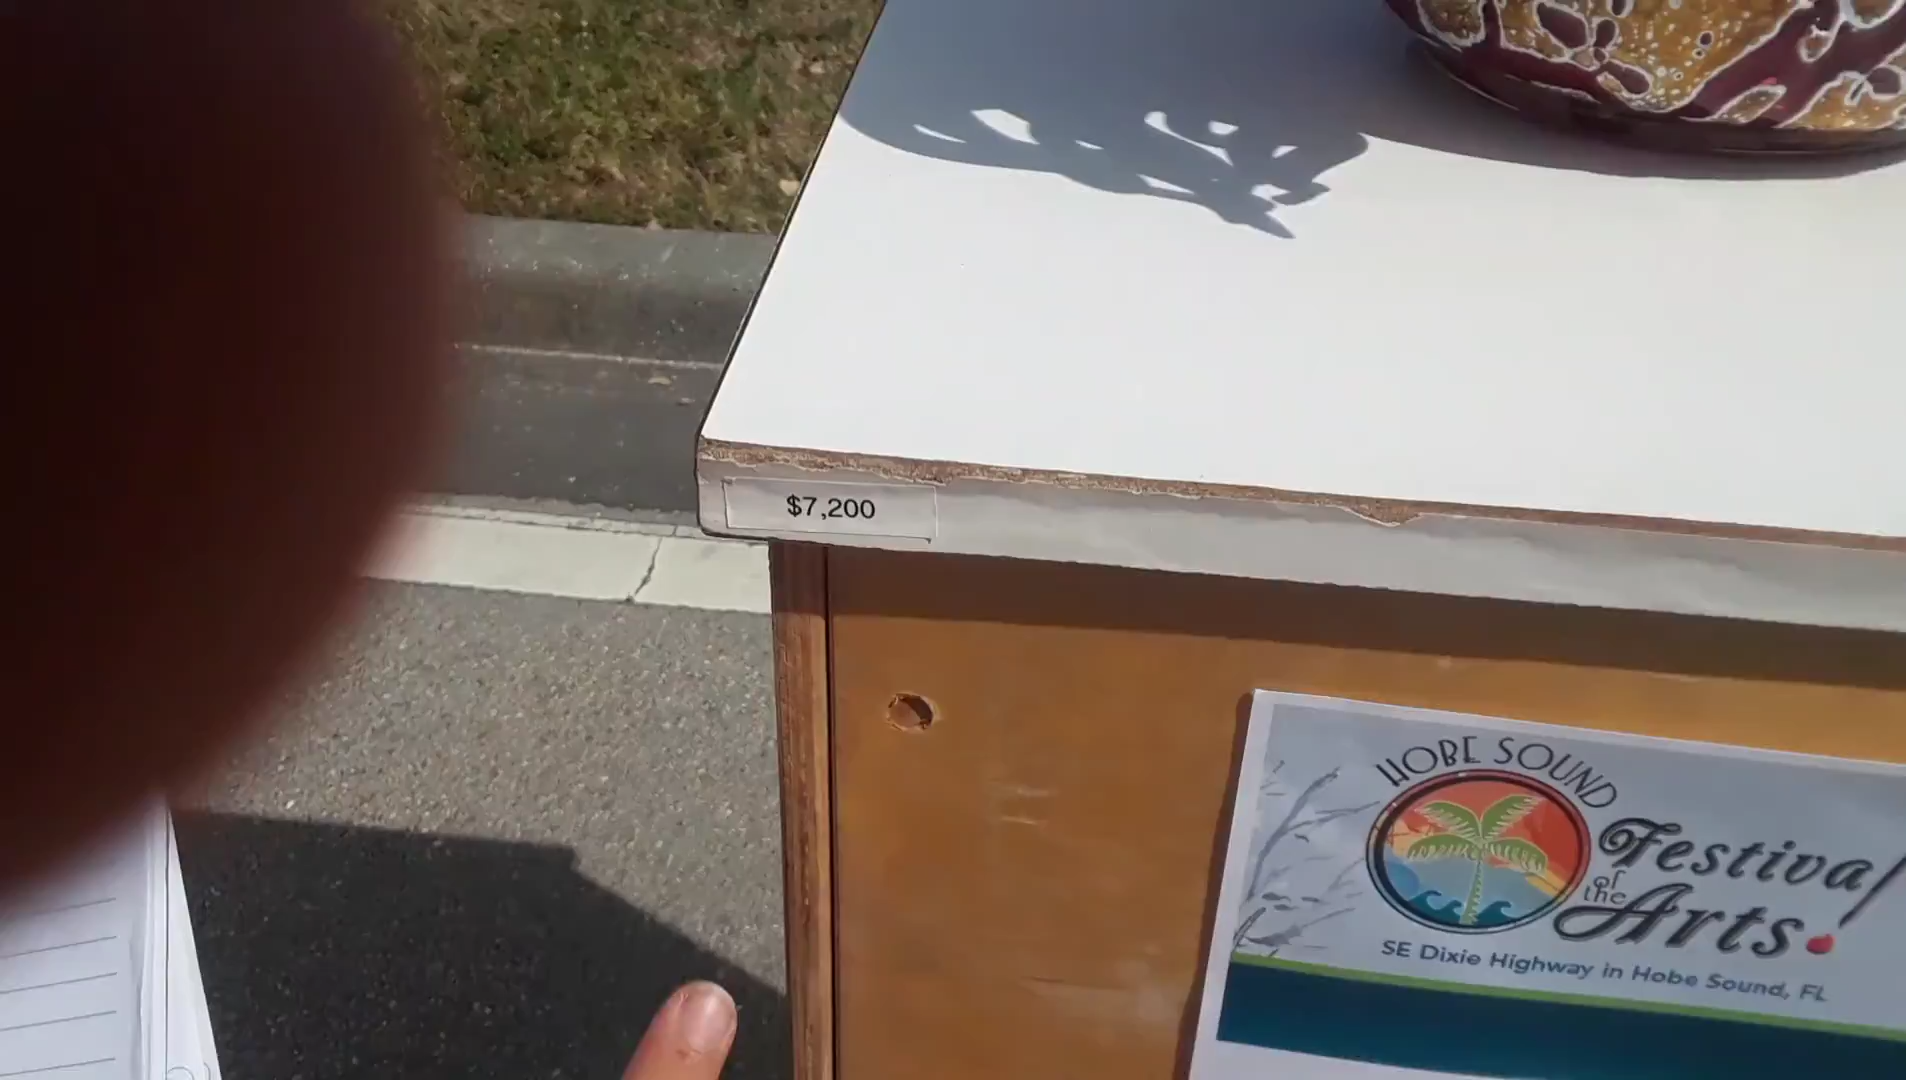 $7,200
HOBE SOUND
Festival
of
the
Arts
SE Dixie Highway in Hobe Sound, FL